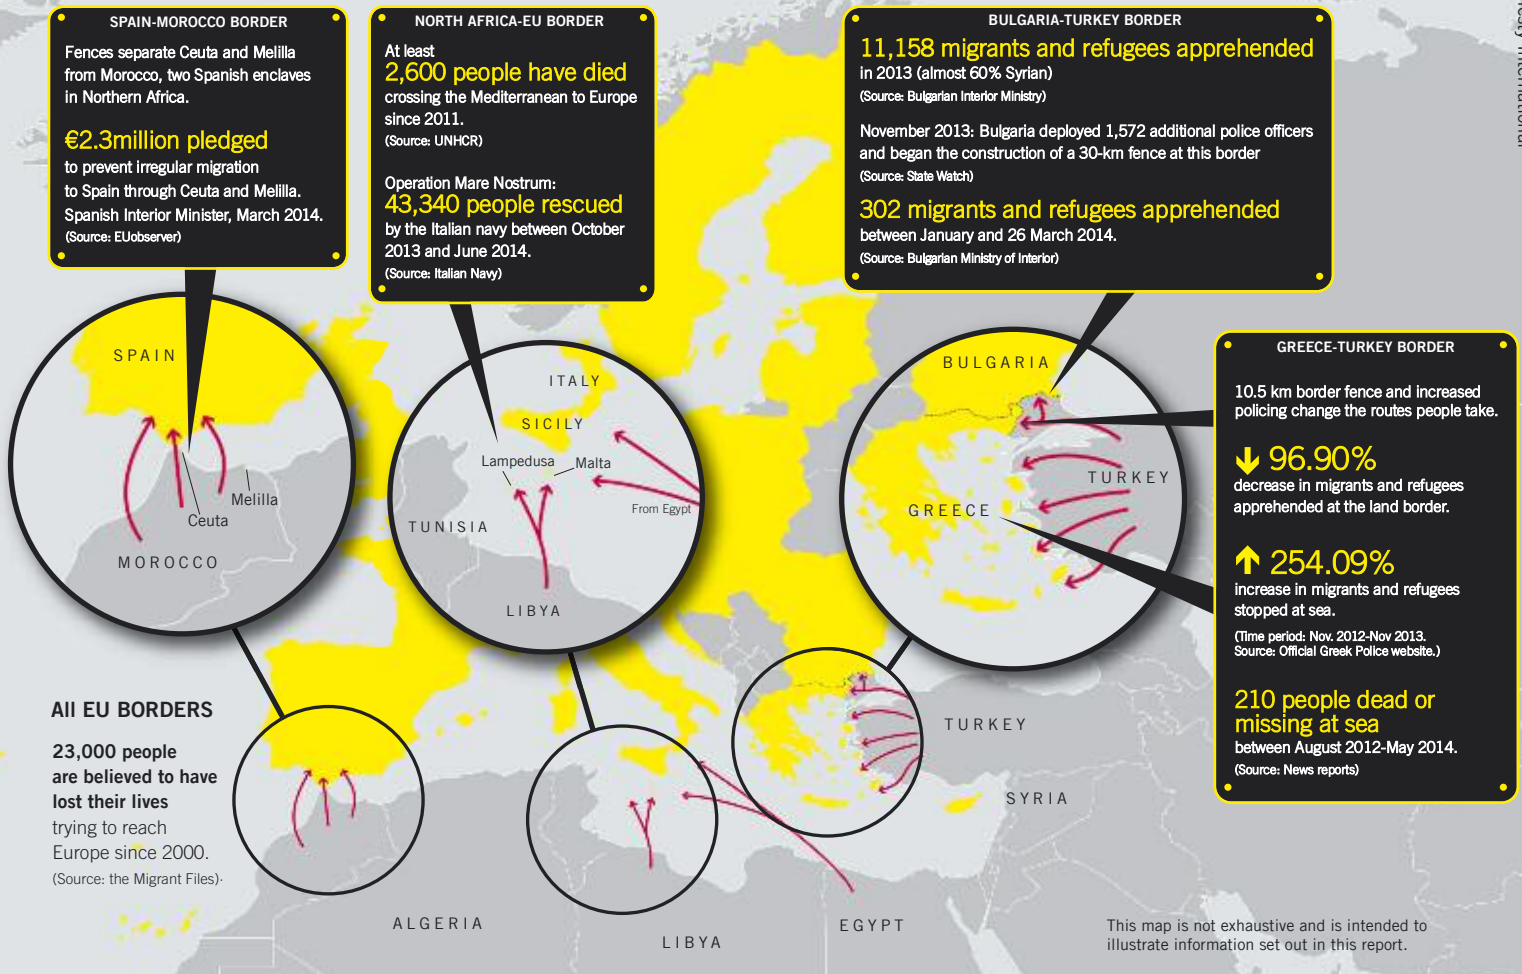 SPAIN-MOROCCO BORDER
Fences separate Ceuta and Melilla
from Morocco, two Spanish enclaves
in Northern Africa.
€2.3million pledged
to prevent irregular migration
to Spain through Ceuta and Melilla.
Spanish Interior Minister, March 2014.
(Source: EUobserver)
NORTH AFRICA-EU BORDER
At least
2,600 people have died
crossing the Mediterranean to Europe
since 2011.
(Source: UNHCR)
Operation Mare Nostrum:
43,340 people rescued
by the Italian navy between October
2013 and June 2014.
(Source: Italian Navy)
BULGARIA-TURKEY BORDER
11,158 migrants and refugees apprehended
in 2013 (almost 60% Syrian)
(Source: Bulgarian Interior Ministry)
November 2013: Bulgaria deployed 1,572 additional police officers
and began the construction of a 30-km fence at this border
(Source: State Watch)
302 migrants and refugees apprehended
between January and 26 March 2014.
(Source: Bulgarian Ministry of Interior)
International
GREECE-TURKEY BORDER
10.5 km border fence and increased
policing change the routes people take.
96.90%
decrease in migrants and refugees
apprehended at the land border.
254.09%
increase in migrants and refugees
stopped at sea.
(Time period: Nov. 2012-Nov 2013.
Source: Official Greek Police website.)
210 people dead or
missing at sea
between August 2012-May 2014.
(Source: News reports)
SPAIN
Melilla
Ceuta
MOROCCO
ITALY
SICILY
Lampedusa
Malta
From Egypt
TUNISIA
LIBYA
BULGARIA
TURKEY
GREECE
All EU BORDERS
23,000 people
are believed to have
lost their lives
trying to reach
Europe since 2000.
(Source: the Migrant Files).
TURKEY
SYRIA
ALGERIA
LIBYA
EGYPT
This map is not exhaustive and is intended to
illustrate information set out in this report.